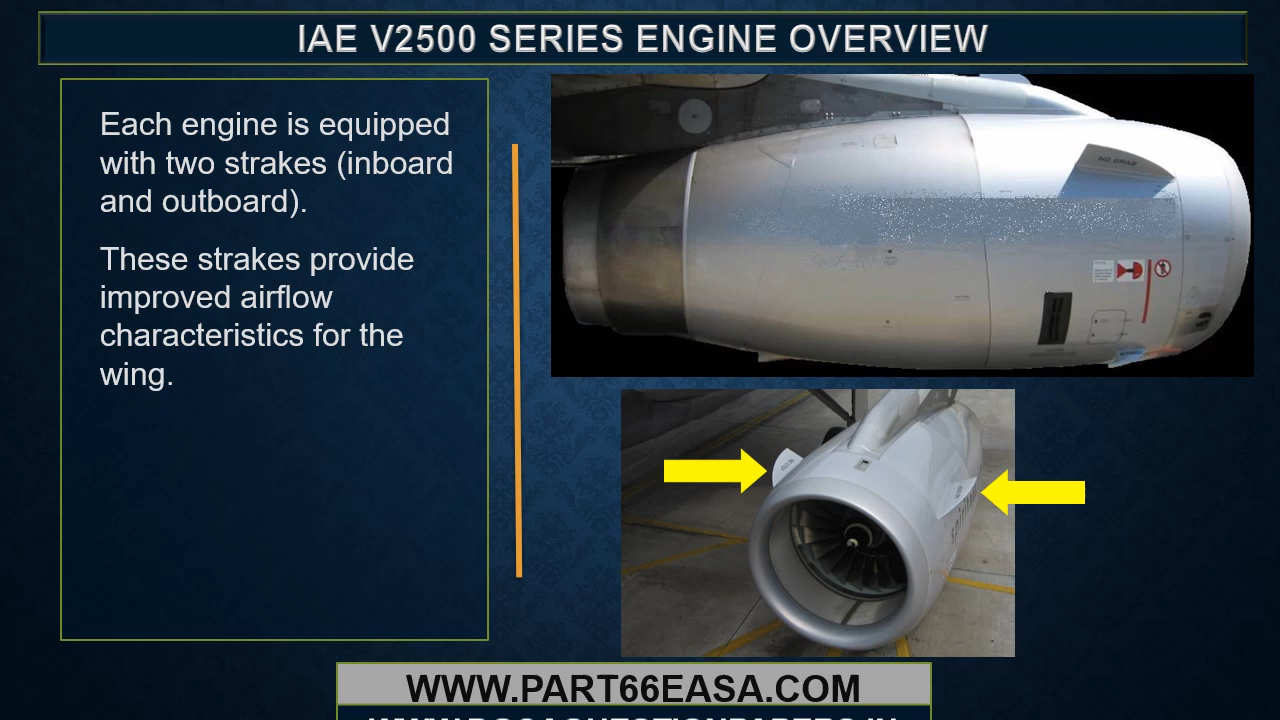 IAE V2500 SERIES ENGINE OVERVIEW
Each engine is equipped
with two strakes (inboard
and outboard).
These strakes provide
improved airflow
characteristics for the
wing.
NO GRAB
WWW.PART66EASA.COM